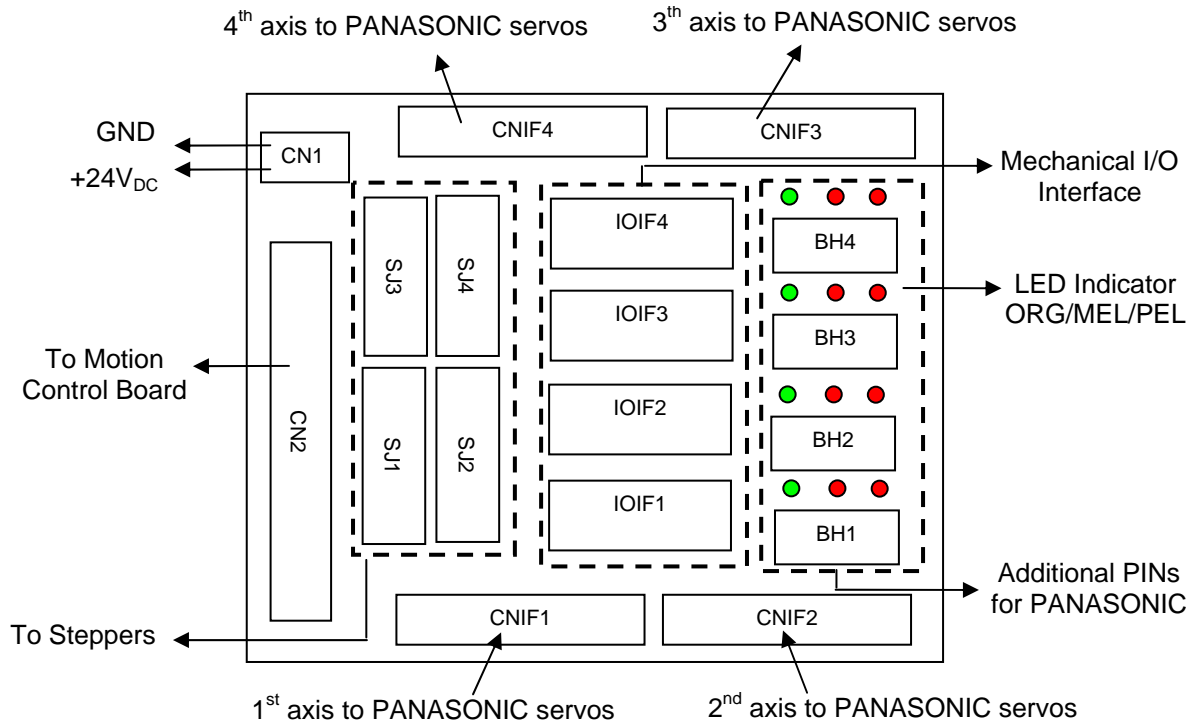 4th axis to PANASONIC servos
3th axis to PANASONIC servos
GND
+24VDC
CN1
CNIF4
CNIF3
Mechanical I/O
Interface
SJ3
SJ4
IOIF4
BH4
LED Indicator
ORG/MEL/PEL
IOIF3
BH3
To Motion
Control Board
CN2
SJ1
SJ2
IOIF2
BH2
IOIF1
BH1
Additional PINs
for PANASONIC
To Steppers
CNIF1
CNIF2
1st axis to PANASONIC servos
2nd axis to PANASONIC servos